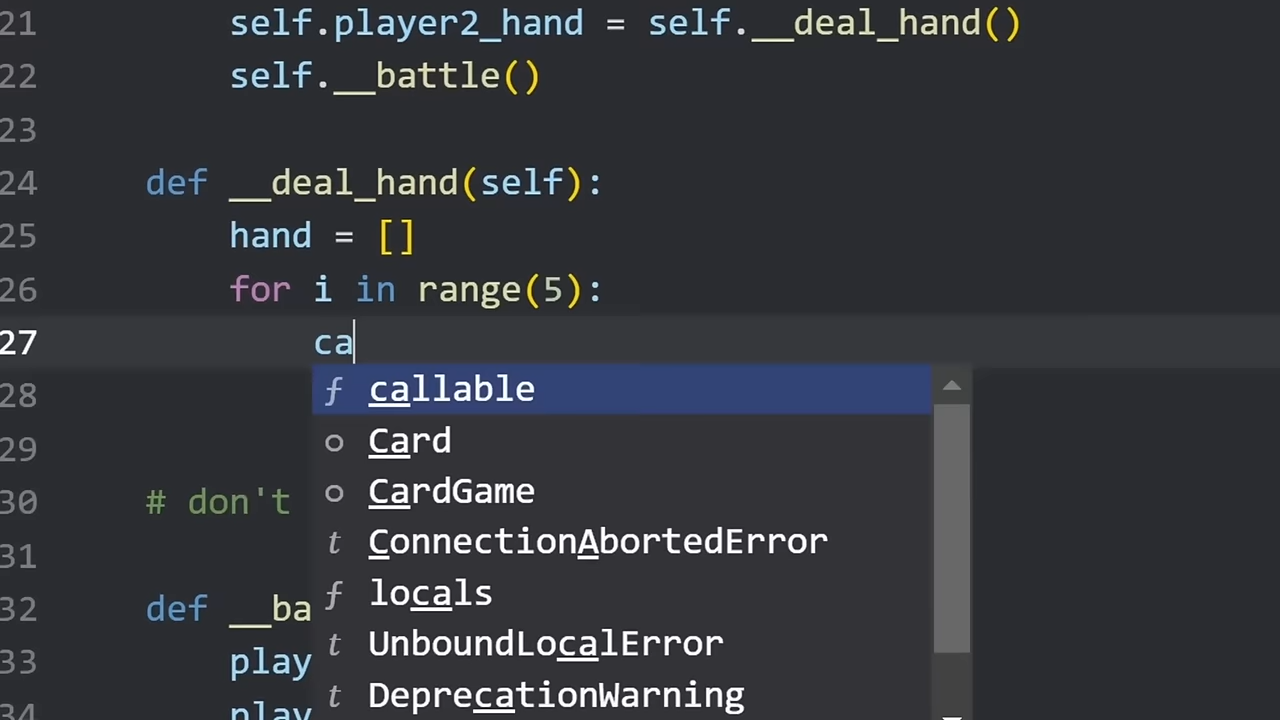 21 self.player2_hand = self.__deal_hand()
22 self.__battle()
23
24 def __deal_hand(self):
25 hand = []
26 for i in range(5):
27 ca
28 ƒ callable
Card
29
30 # don't CardGame
31 t ConnectionAbortedError
32 def __ba ƒ locals
33 play t UnboundLocalError
34 play t DeprecationWarning